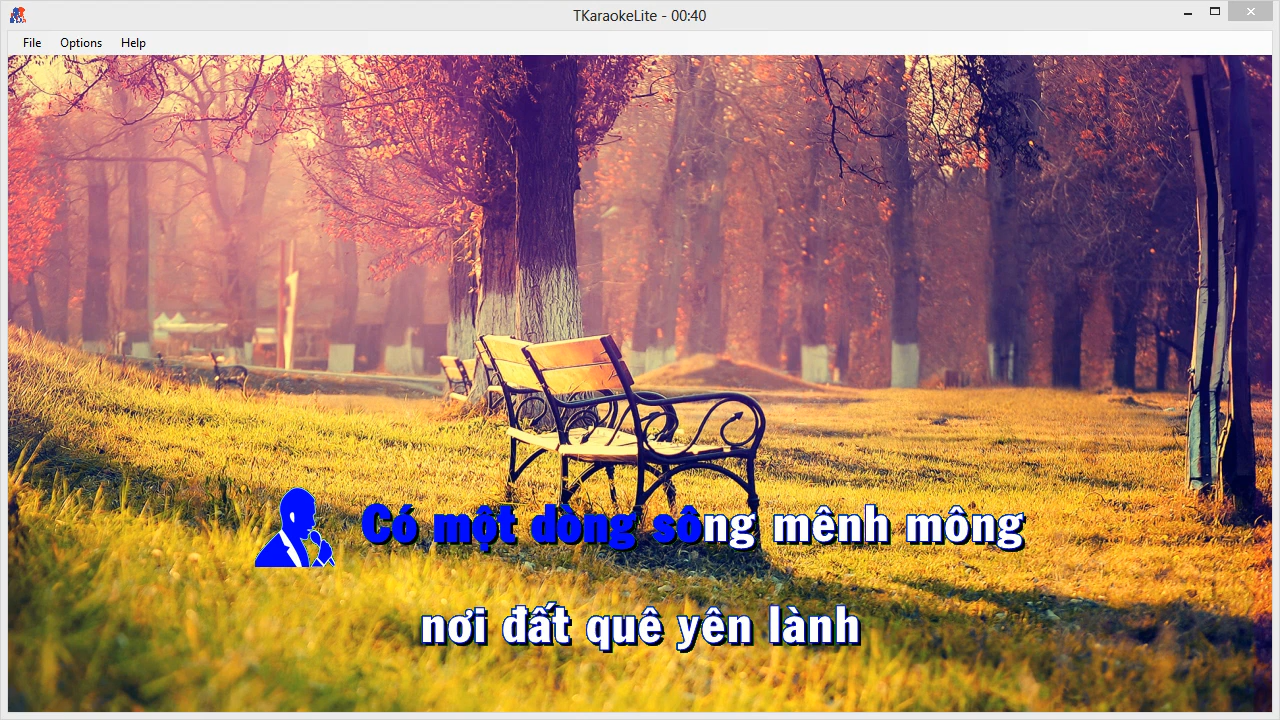 TKaraokeLite - 00:40
File Options Help
Có một dòng sông mênh mông
nơi đất quê yên lành